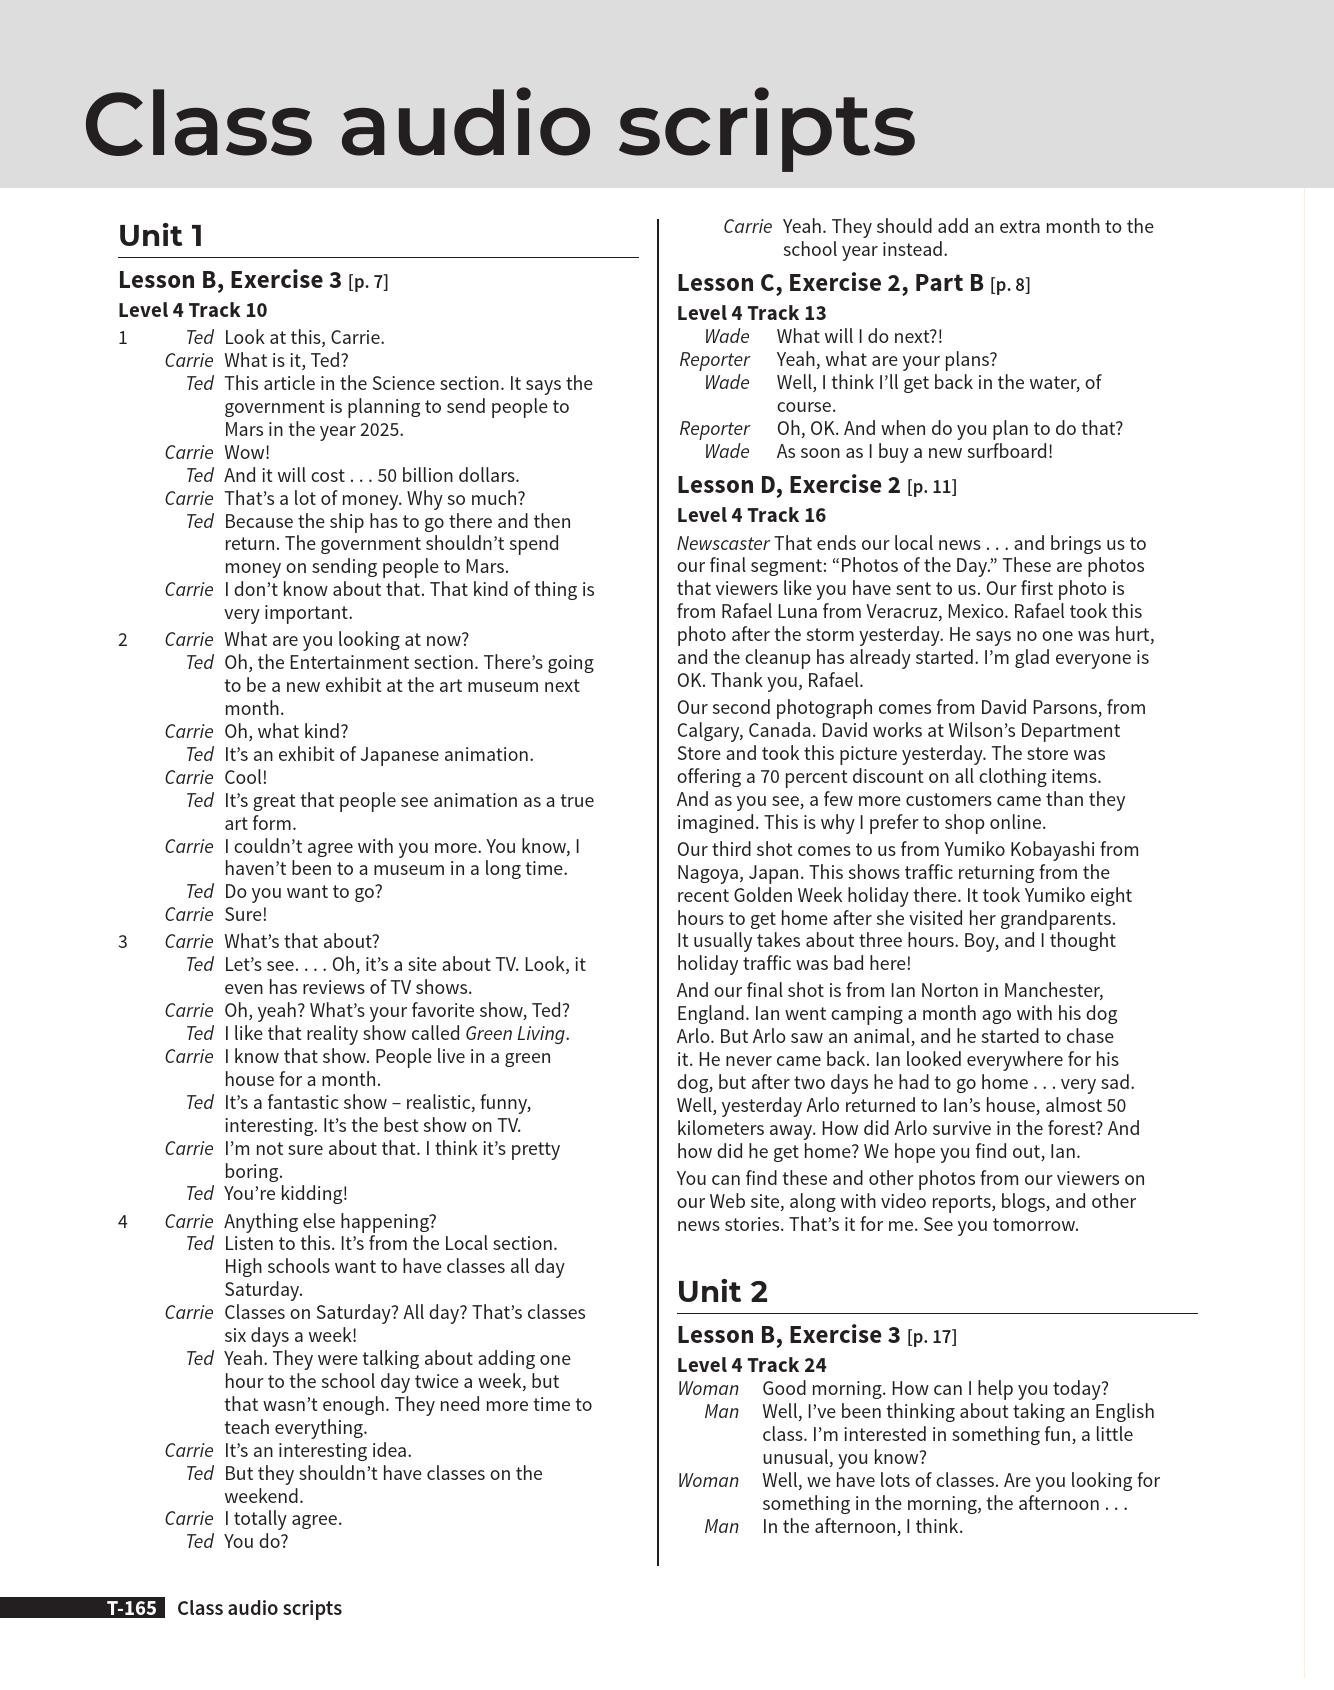 Class audio scripts
Unit 1
Lesson B, Exercise 3 [p. 7]
Level 4 Track 10
1 Ted Look at this, Carrie.
Carrie What is it, Ted?
Ted This article in the Science section. It says the
government is planning to send people to
Mars in the year 2025.
Carrie Wow!
Ted And it will cost . . . 50 billion dollars.
Carrie That’s a lot of money. Why so much?
Ted Because the ship has to go there and then
return. The government shouldn’t spend
money on sending people to Mars.
Carrie I don’t know about that. That kind of thing is
very important.
2 Carrie What are you looking at now?
Ted Oh, the Entertainment section. There’s going
to be a new exhibit at the art museum next
month.
Carrie Oh, what kind?
Ted It’s an exhibit of Japanese animation.
Carrie Cool!
Ted It’s great that people see animation as a true
art form.
Carrie I couldn’t agree with you more. You know, I
haven’t been to a museum in a long time.
Ted Do you want to go?
Carrie Sure!
3 Carrie What’s that about?
Ted Let’s see. . . . Oh, it’s a site about TV. Look, it
even has reviews of TV shows.
Carrie Oh, yeah? What’s your favorite show, Ted?
Ted I like that reality show called Green Living.
Carrie I know that show. People live in a green
house for a month.
Ted It’s a fantastic show – realistic, funny,
interesting. It’s the best show on TV.
Carrie I’m not sure about that. I think it’s pretty
boring.
Ted You’re kidding!
4 Carrie Anything else happening?
Ted Listen to this. It’s from the Local section.
High schools want to have classes all day
Saturday.
Carrie Classes on Saturday? All day? That’s classes
six days a week!
Ted Yeah. They were talking about adding one
hour to the school day twice a week, but
that wasn’t enough. They need more time to
teach everything.
Carrie It’s an interesting idea.
Ted But they shouldn’t have classes on the
weekend.
Carrie I totally agree.
Ted You do?
Carrie Yeah. They should add an extra month to the
school year instead.
Lesson C, Exercise 2, Part B [p. 8]
Level 4 Track 13
Wade What will I do next?!
Reporter Yeah, what are your plans?
Wade Well, I think I’ll get back in the water, of
course.
Reporter Oh, OK. And when do you plan to do that?
Wade As soon as I buy a new surfboard!
Lesson D, Exercise 2 [p. 11]
Level 4 Track 16
Newscaster That ends our local news . . . and brings us to
our final segment: “Photos of the Day.” These are photos
that viewers like you have sent to us. Our first photo is
from Rafael Luna from Veracruz, Mexico. Rafael took this
photo after the storm yesterday. He says no one was hurt,
and the cleanup has already started. I’m glad everyone is
OK. Thank you, Rafael.
Our second photograph comes from David Parsons, from
Calgary, Canada. David works at Wilson’s Department
Store and took this picture yesterday. The store was
offering a 70 percent discount on all clothing items.
And as you see, a few more customers came than they
imagined. This is why I prefer to shop online.
Our third shot comes to us from Yumiko Kobayashi from
Nagoya, Japan. This shows traffic returning from the
recent Golden Week holiday there. It took Yumiko eight
hours to get home after she visited her grandparents.
It usually takes about three hours. Boy, and I thought
holiday traffic was bad here!
And our final shot is from Ian Norton in Manchester,
England. Ian went camping a month ago with his dog
Arlo. But Arlo saw an animal, and he started to chase
it. He never came back. Ian looked everywhere for his
dog, but after two days he had to go home . . . very sad.
Well, yesterday Arlo returned to Ian’s house, almost 50
kilometers away. How did Arlo survive in the forest? And
how did he get home? We hope you find out, Ian.
You can find these and other photos from our viewers on
our Web site, along with video reports, blogs, and other
news stories. That’s it for me. See you tomorrow.
Unit 2
Lesson B, Exercise 3 [p. 17]
Level 4 Track 24
Woman Good morning. How can I help you today?
Man Well, I’ve been thinking about taking an English
class. I’m interested in something fun, a little
unusual, you know?
Woman Well, we have lots of classes. Are you looking for
something in the morning, the afternoon . . .
Man In the afternoon, I think.
T-165 Class audio scripts